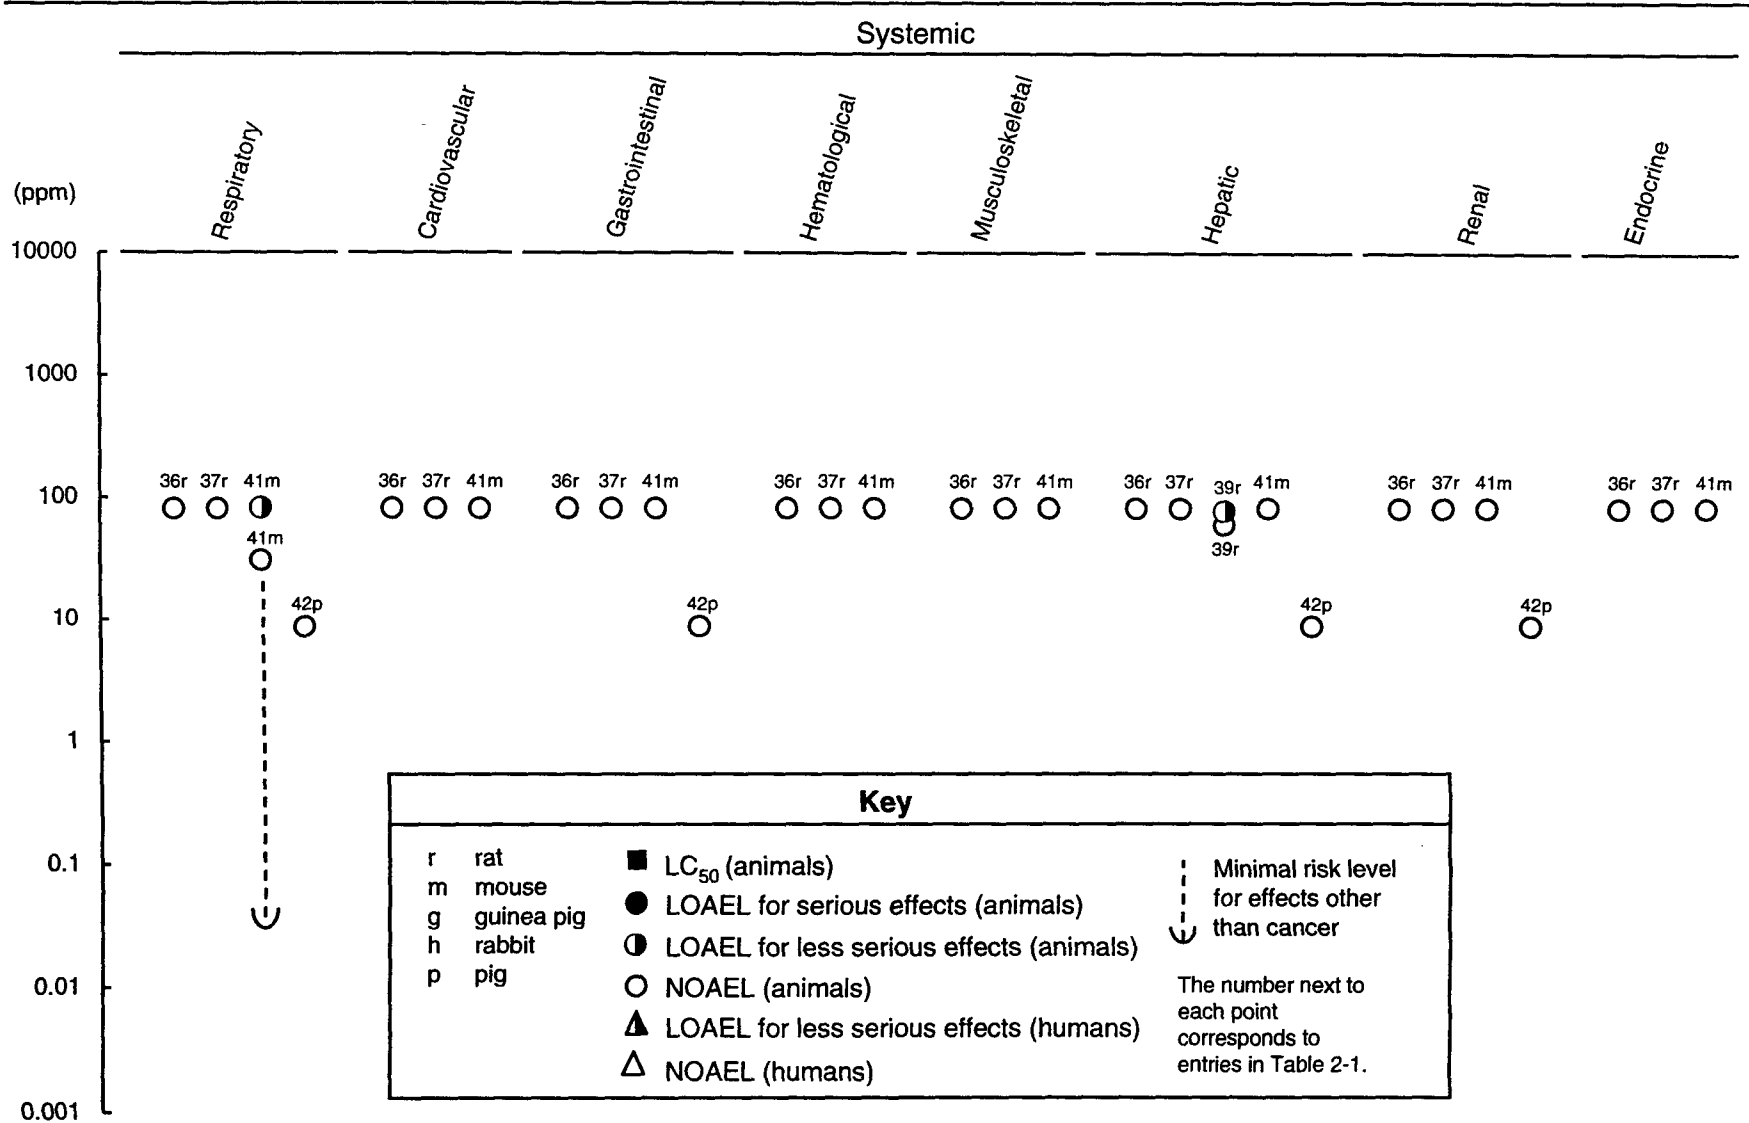 Systemic
(ppm)
Respiratory
Cardiovascular
Gastrointestinal
Hematological
Musculoskeletal
Hepatic
Renal
Endocrine
10000
1000
100
10
1
0.1
0.01
0.001
36r 37r 41m
41m
42p
36r 37r 41m
36r 37r 41m
42p
36r 37r 41m
36r 37r 41m
36r 37r 39r 41m
39r
42p
36r 37r 41m
42p
36r 37r 41m
Key
r rat
m mouse
g guinea pig
h rabbit
p pig
LC50 (animals)
LOAEL for serious effects (animals)
LOAEL for less serious effects (animals)
NOAEL (animals)
LOAEL for less serious effects (humans)
NOAEL (humans)
Minimal risk level
for effects other
than cancer
The number next to
each point
corresponds to
entries in Table 2-1.